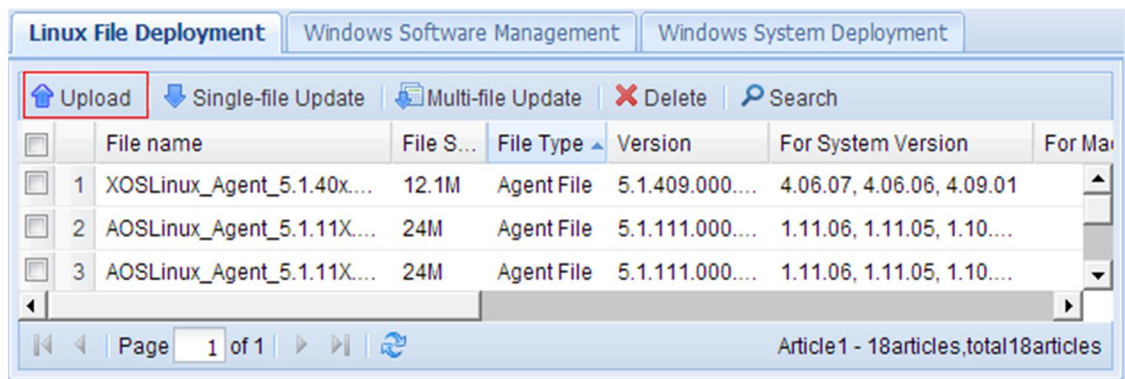 Linux File Deployment Windows Software Management Windows System Deployment
Upload Single-file Update Multi-file Update Delete Search
File name File S... File Type Version For System Version For Mac
1 XOSLinux_Agent_5.1.40x.... 12.1M Agent File 5.1.409.000.... 4.06.07, 4.06.06, 4.09.01
2 AOSLinux_Agent_5.1.11X.... 24M Agent File 5.1.111.000.... 1.11.06, 1.11.05, 1.10....
3 AOSLinux_Agent_5.1.11X.... 24M Agent File 5.1.111.000.... 1.11.06, 1.11.05, 1.10....
Page 1 of 1 Article1 - 18articles,total18articles